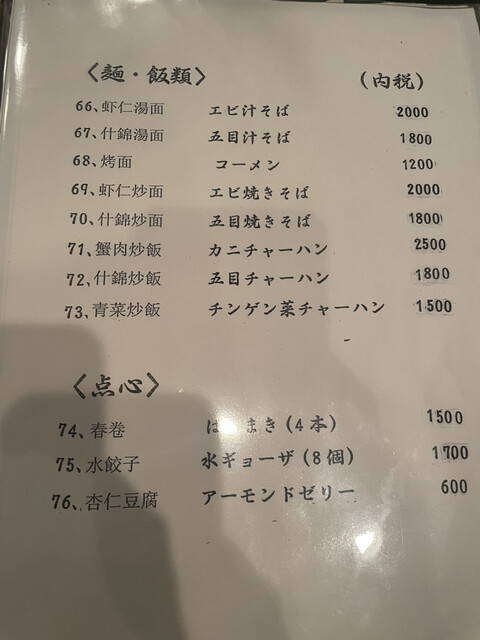 〈麺・飯類〉 (内税)
66、虾仁湯面 エビ汁そば 2000
67、什錦湯面 五目汁そば 1800
68、烤面 コーメン 1200
69、虾仁炒面 エビ焼きそば 2000
70、什錦炒面 五目焼きそば 1800
71、蟹肉炒飯 カニチャーハン 2500
72、什錦炒飯 五目チャーハン 1800
73、青菜炒飯 チンゲン菜チャーハン 1500
〈点心〉
74、春卷 は まき(4本) 1500
75、水餃子 水ギョーザ(8個) 1700
76、杏仁豆腐 アーモンドゼリー 600